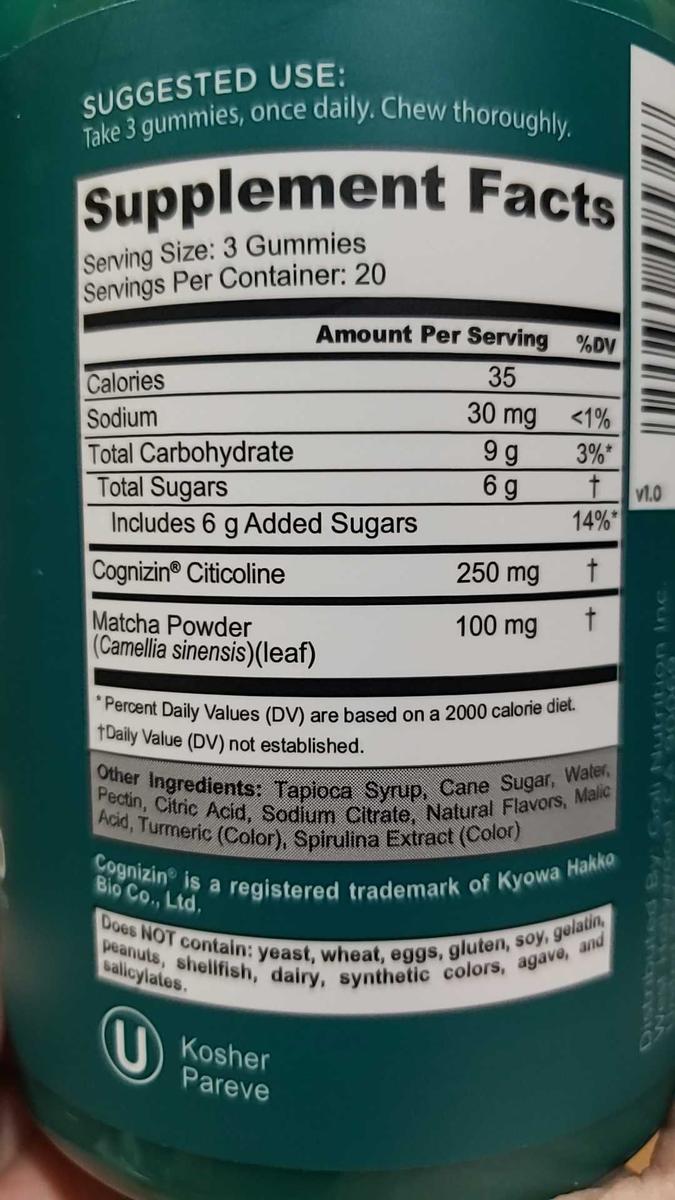 SUGGESTED USE:
Take 3 gummies, once daily. Chew thoroughly.
Supplement Facts
Serving Size: 3 Gummies
Servings Per Container: 20
Amount Per Serving %DV
Calories 35
Sodium 30 mg <1%
Total Carbohydrate 9 g 3%*
Total Sugars 6 g †
Includes 6 g Added Sugars 14%*
Cognizin® Citicoline 250 mg †
Matcha Powder 100 mg †
(Camellia sinensis)(leaf)
* Percent Daily Values (DV) are based on a 2000 calorie diet.
†Daily Value (DV) not established.
Other Ingredients: Tapioca Syrup, Cane Sugar, Water,
Pectin, Citric Acid, Sodium Citrate, Natural Flavors, Malic
Acid, Turmeric (Color), Spirulina Extract (Color)
Cognizin® is a registered trademark of Kyowa Hakko
Bio Co., Ltd.
Does NOT contain: yeast, wheat, eggs, gluten, soy, gelatin,
peanuts, shellfish, dairy, synthetic colors, agave, and
salicylates.
U Kosher
Pareve
v1.0
Distributed By Nutrition Inc.